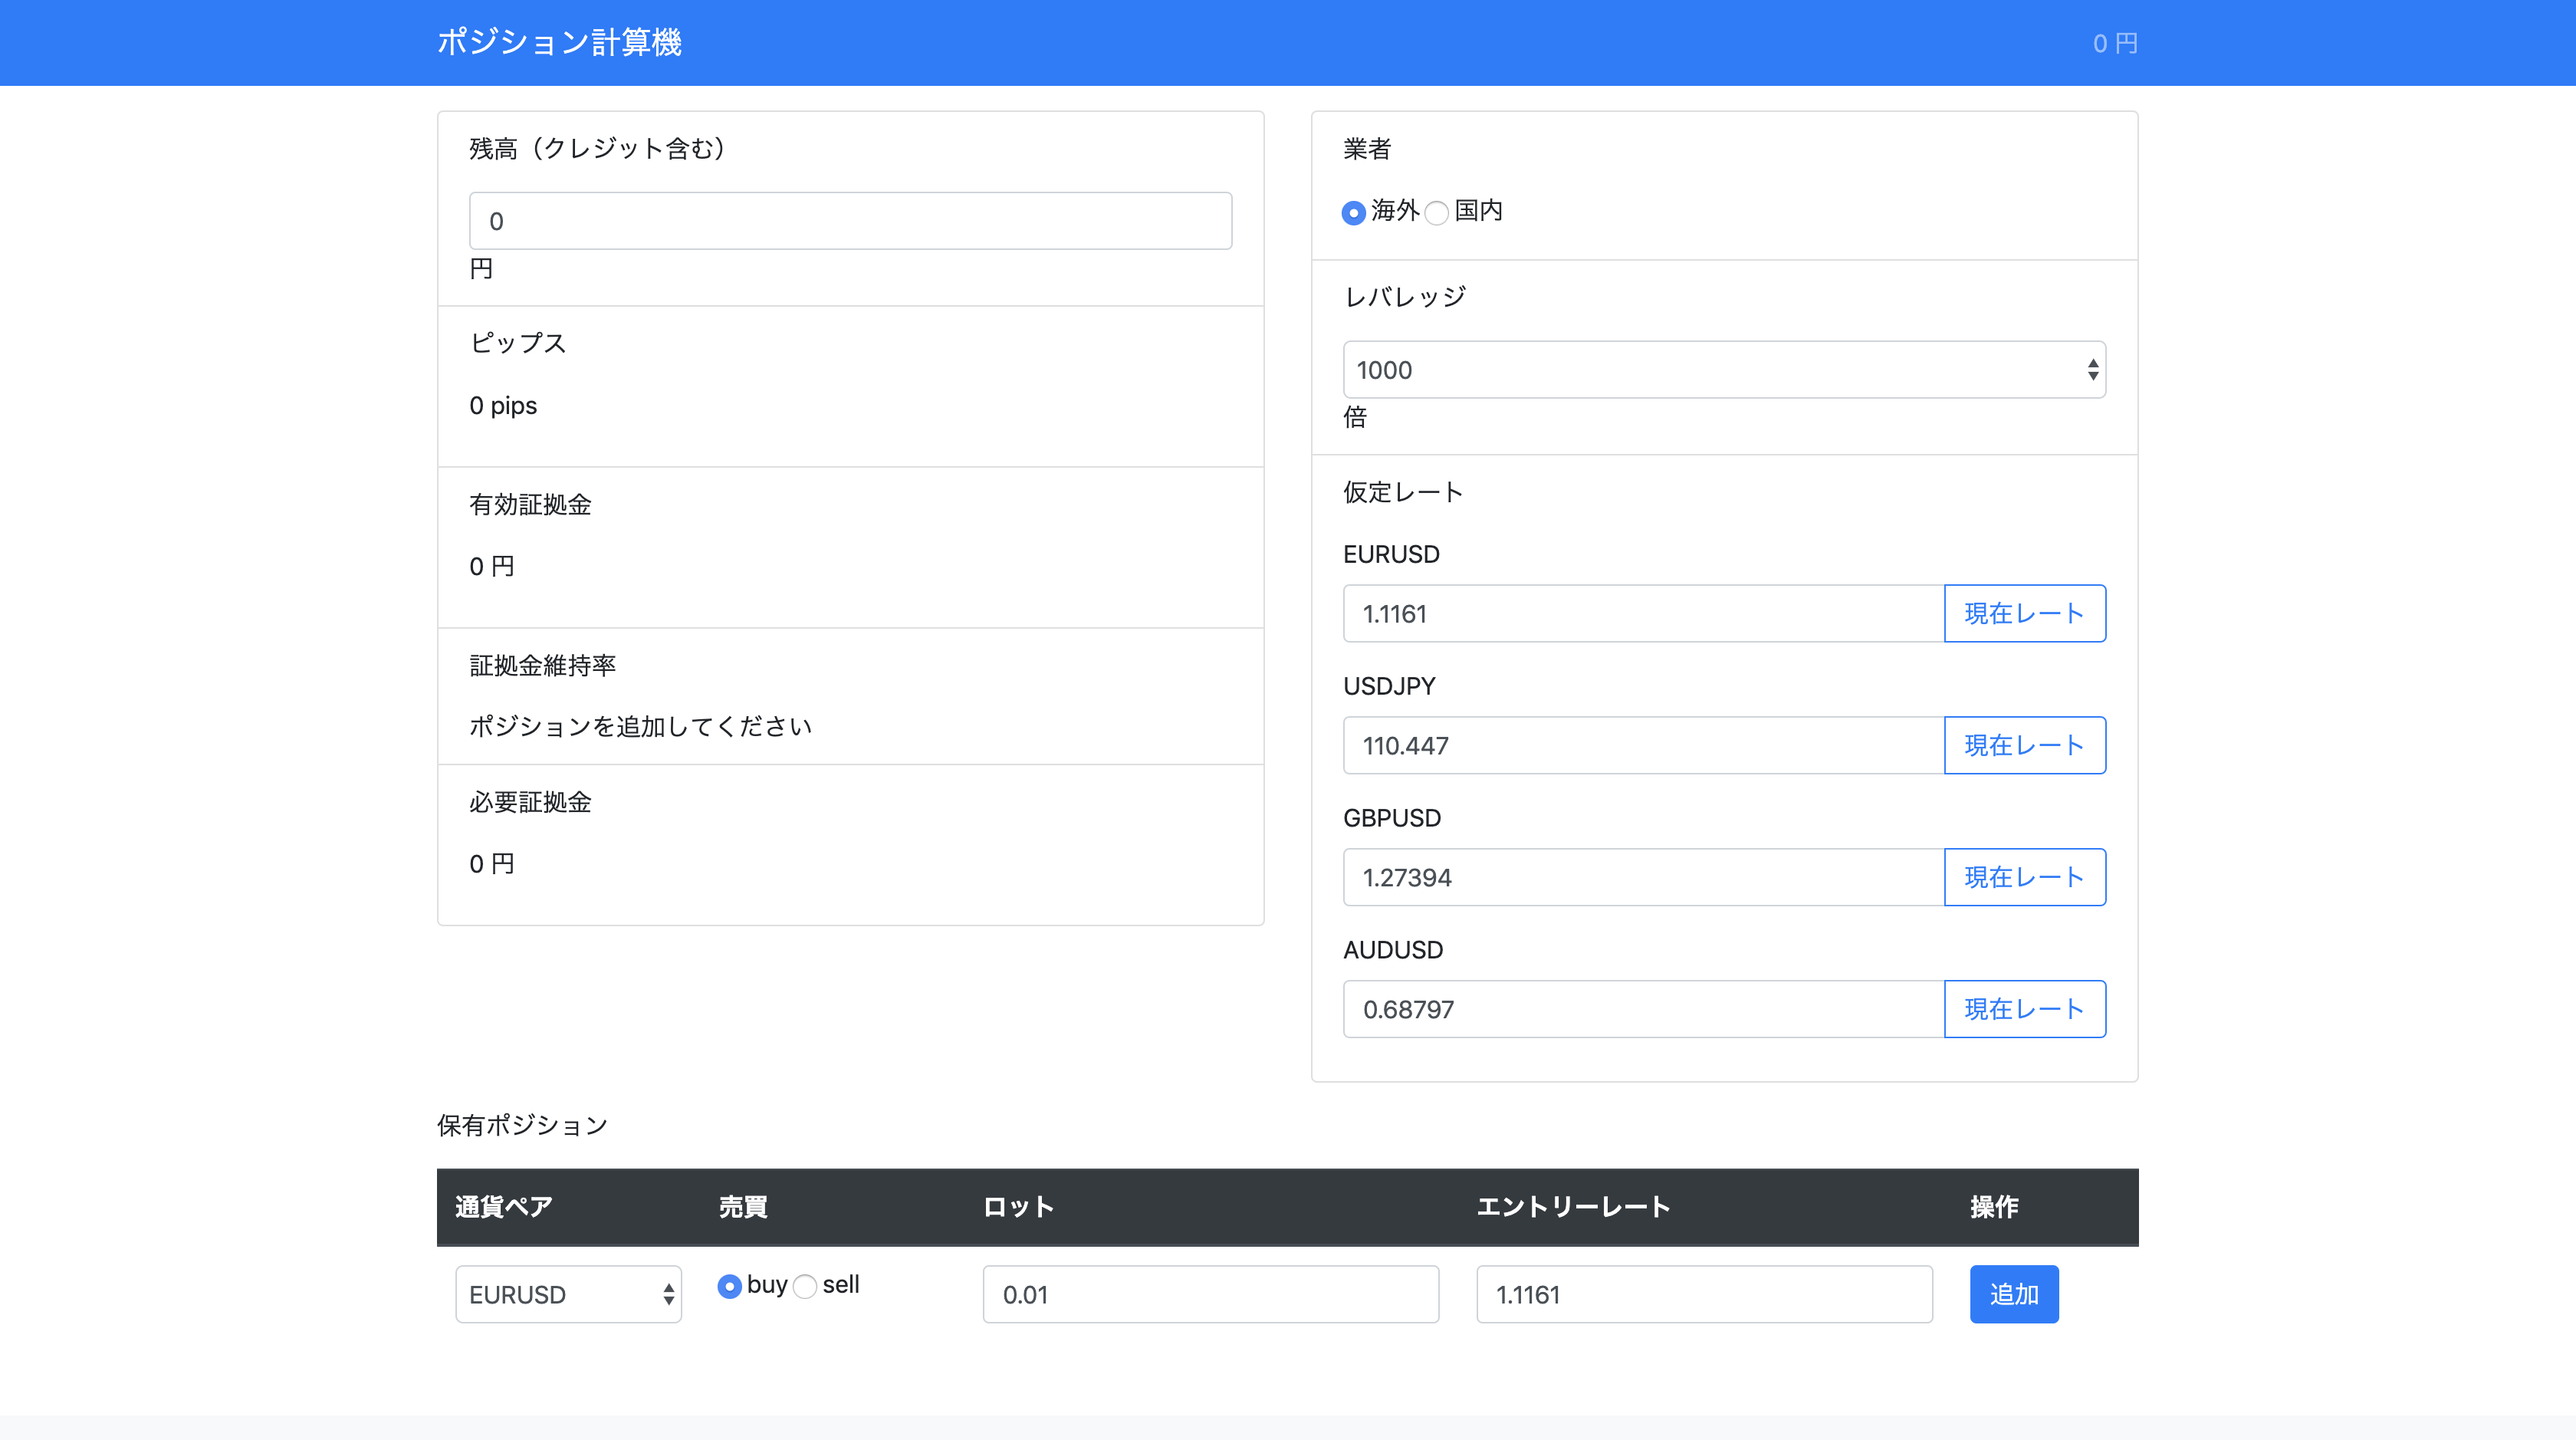 ポジション計算機
0 円
残高（クレジット含む）
0
円
ピップス
0 pips
有効証拠金
0 円
証拠金維持率
ポジションを追加してください
必要証拠金
0 円
業者
海外 国内
レバレッジ
1000
倍
仮定レート
EURUSD
1.1161 現在レート
USDJPY
110.447 現在レート
GBPUSD
1.27394 現在レート
AUDUSD
0.68797 現在レート
保有ポジション
通貨ペア 売買 ロット エントリーレート 操作
EURUSD buy sell 0.01 1.1161 追加